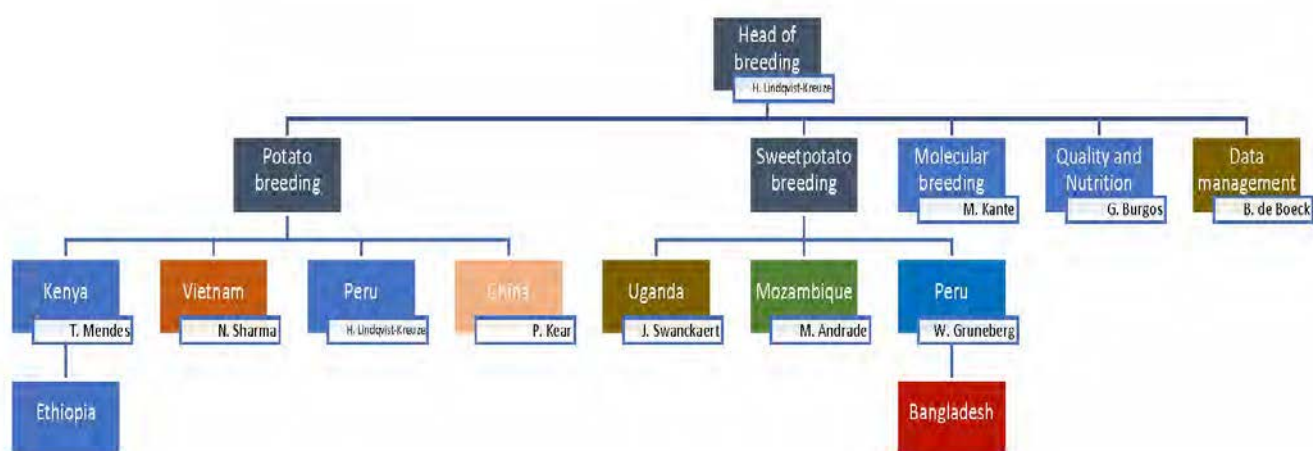 Head of
breeding
H. Lindqvist-Kreuze
Potato
breeding
Sweetpotato
breeding
Molecular
breeding
M. Kante
Quality and
Nutrition
G. Burgos
Data
management
B. de Boeck
Kenya
T. Mendes
Vietnam
N. Sharma
Peru
H. Lindqvist-Kreuze
China
P. Kear
Uganda
J. Swanckaert
Mozambique
M. Andrade
Peru
W. Gruneberg
Ethiopia
Bangladesh